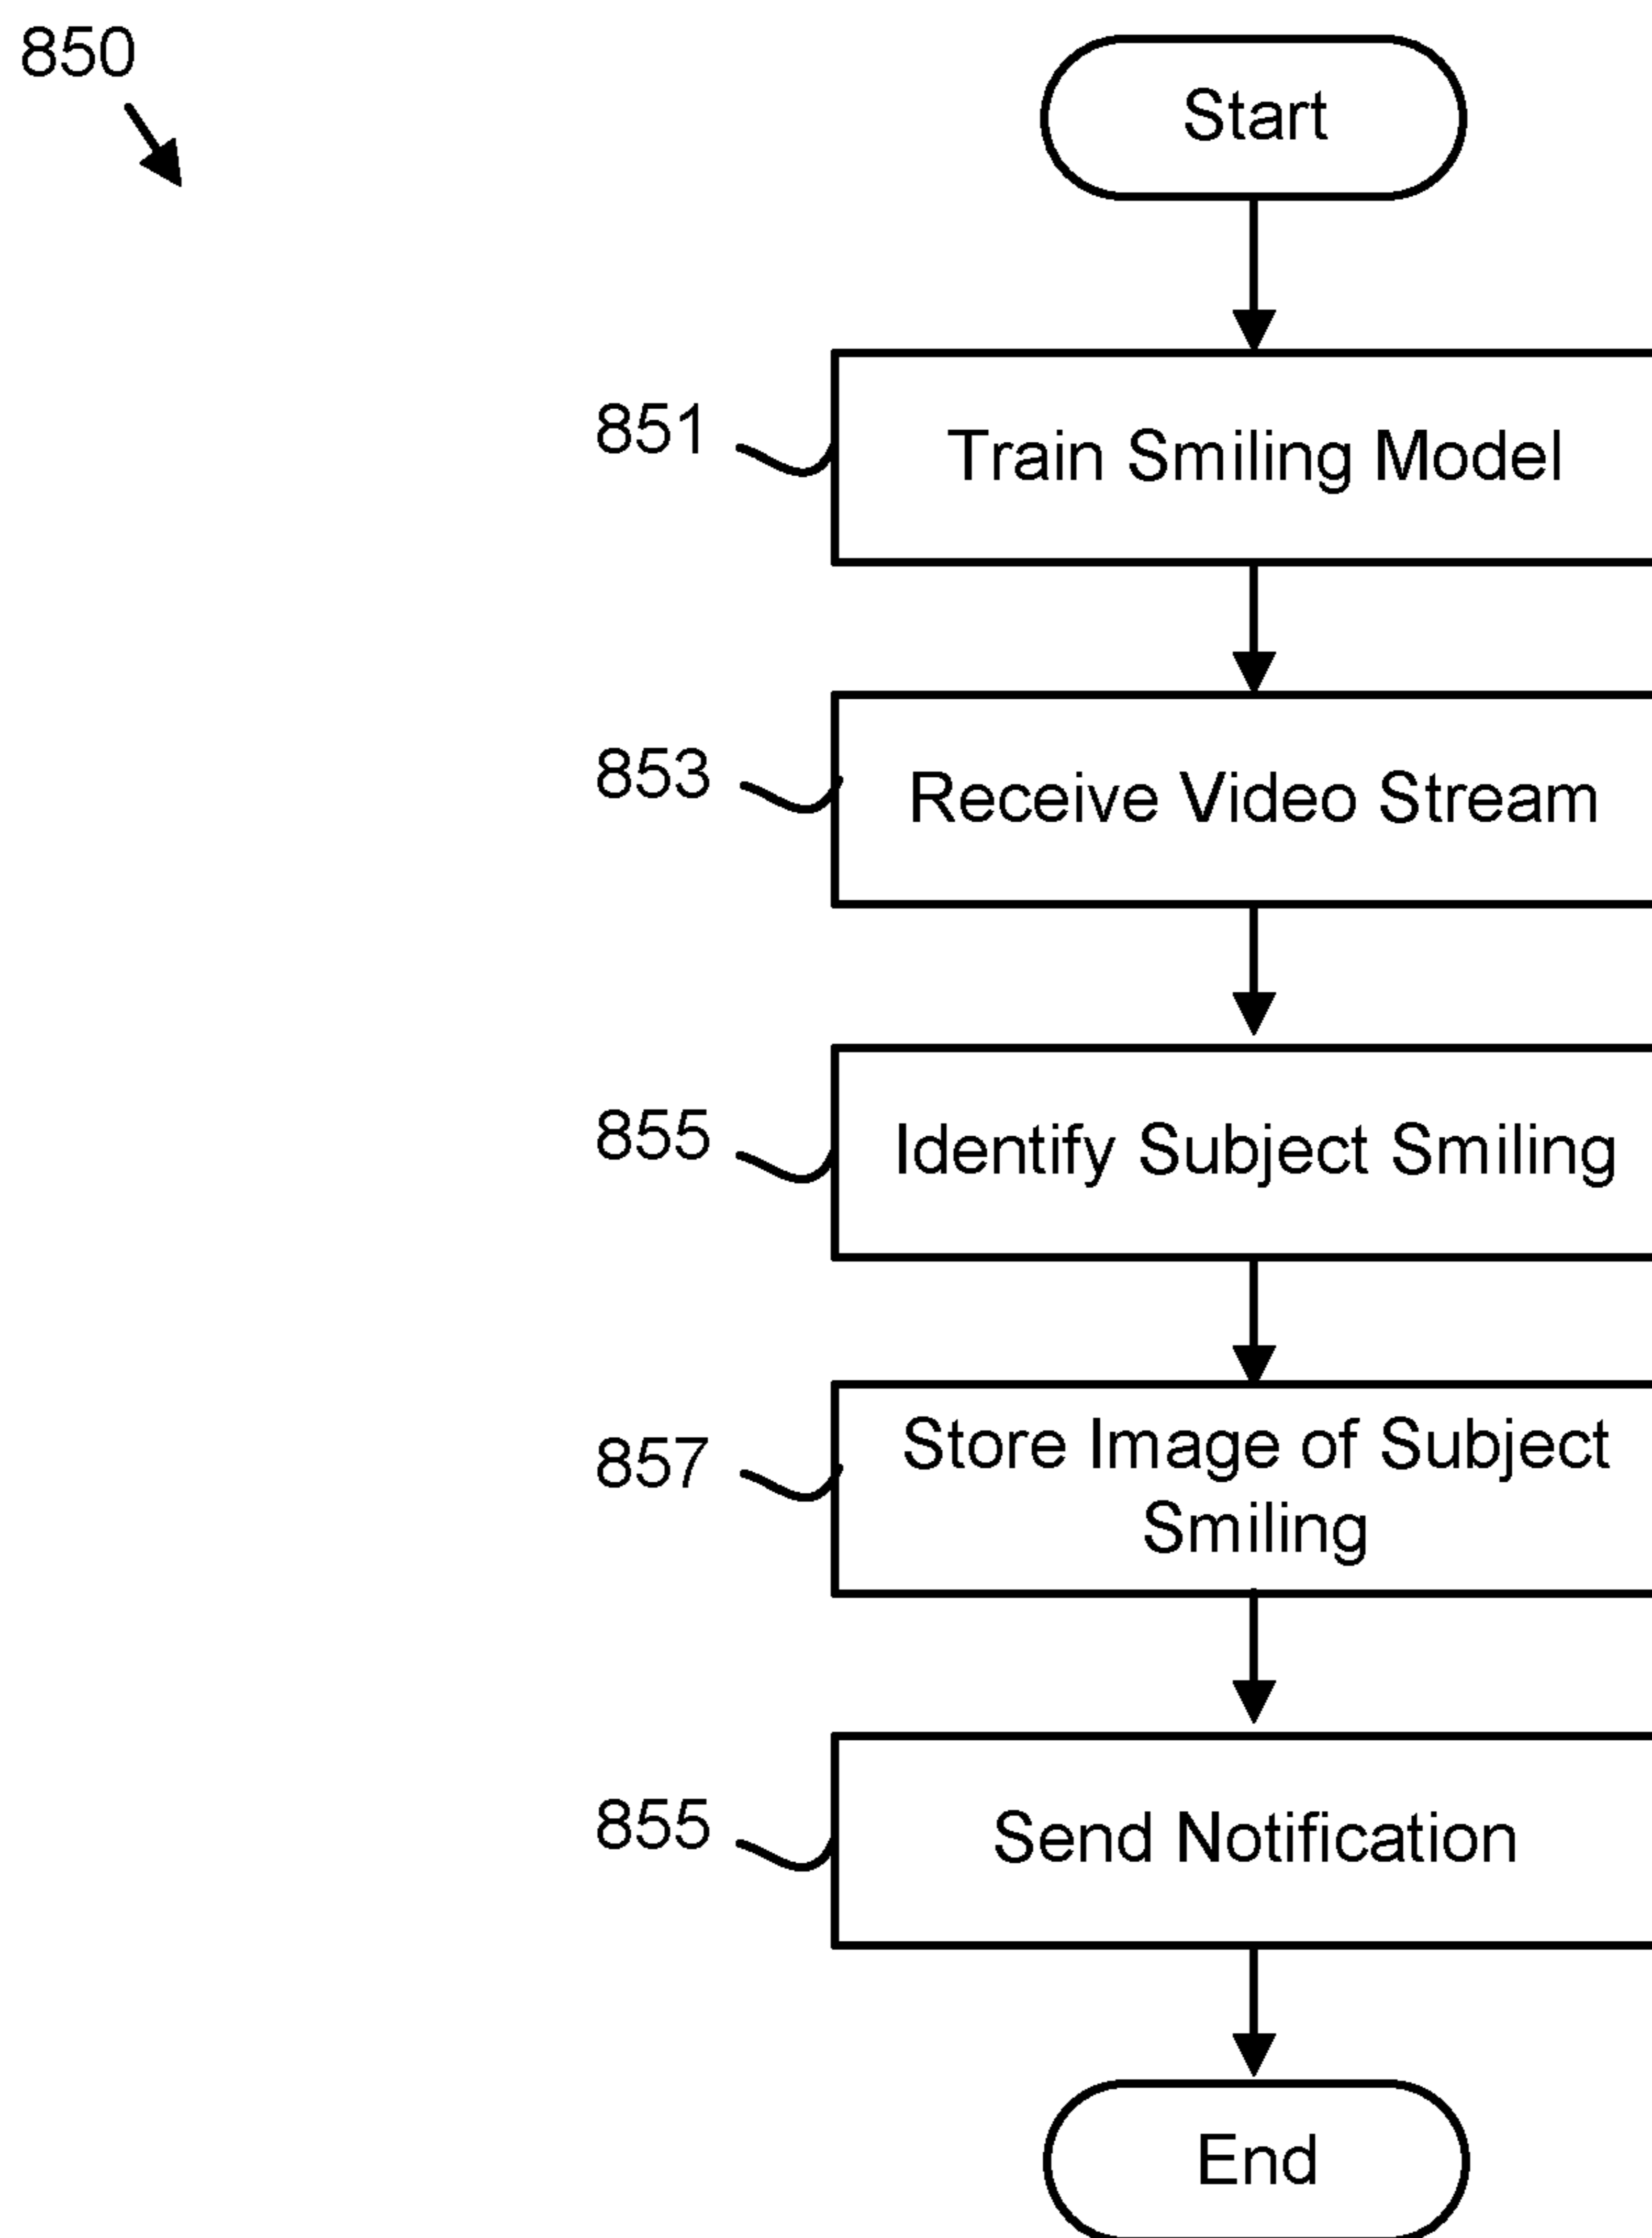 850
Start
851
Train Smiling Model
853
Receive Video Stream
855
Identify Subject Smiling
857
Store Image of Subject
Smiling
855
Send Notification
End